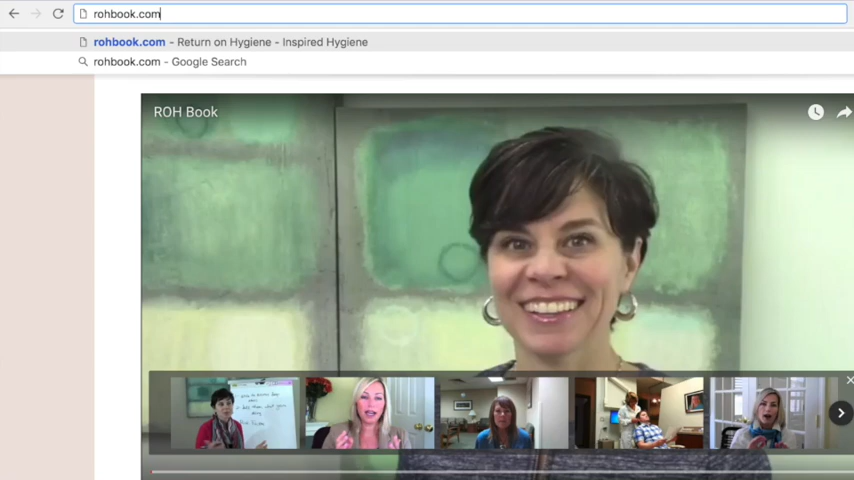 rohbook.com
rohbook.com - Return on Hygiene - Inspired Hygiene
rohbook.com - Google Search
ROH Book